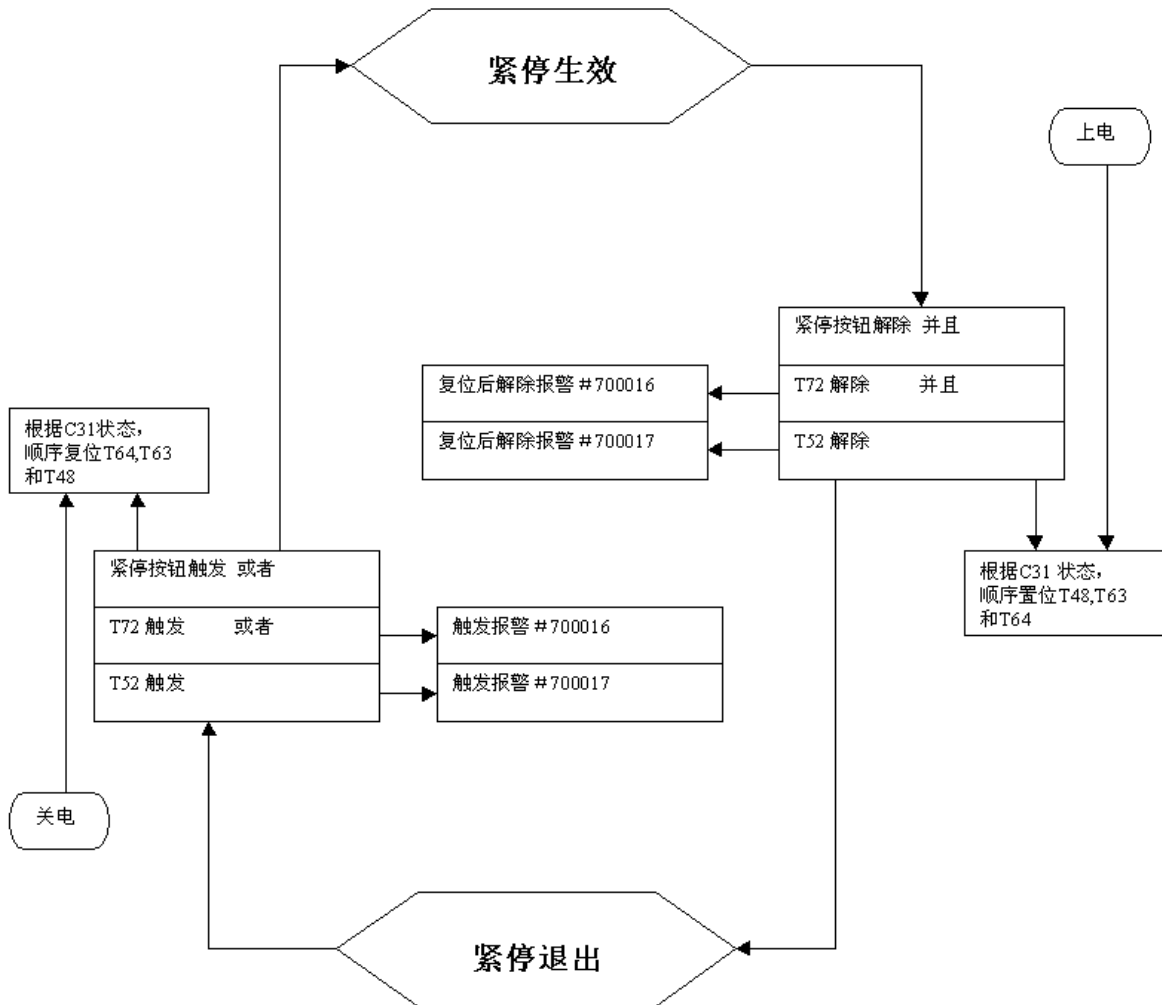 紧停生效
上电
紧停按钮解除 并且
T72 解除 并且
T52 解除
复位后解除报警＃700016
复位后解除报警＃700017
根据C31状态，
顺序复位T64,T63
和T48
紧停按钮触发 或者
T72 触发 或者
T52 触发
触发报警＃700016
触发报警＃700017
根据C31 状态，
顺序置位T48,T63
和T64
关电
紧停退出